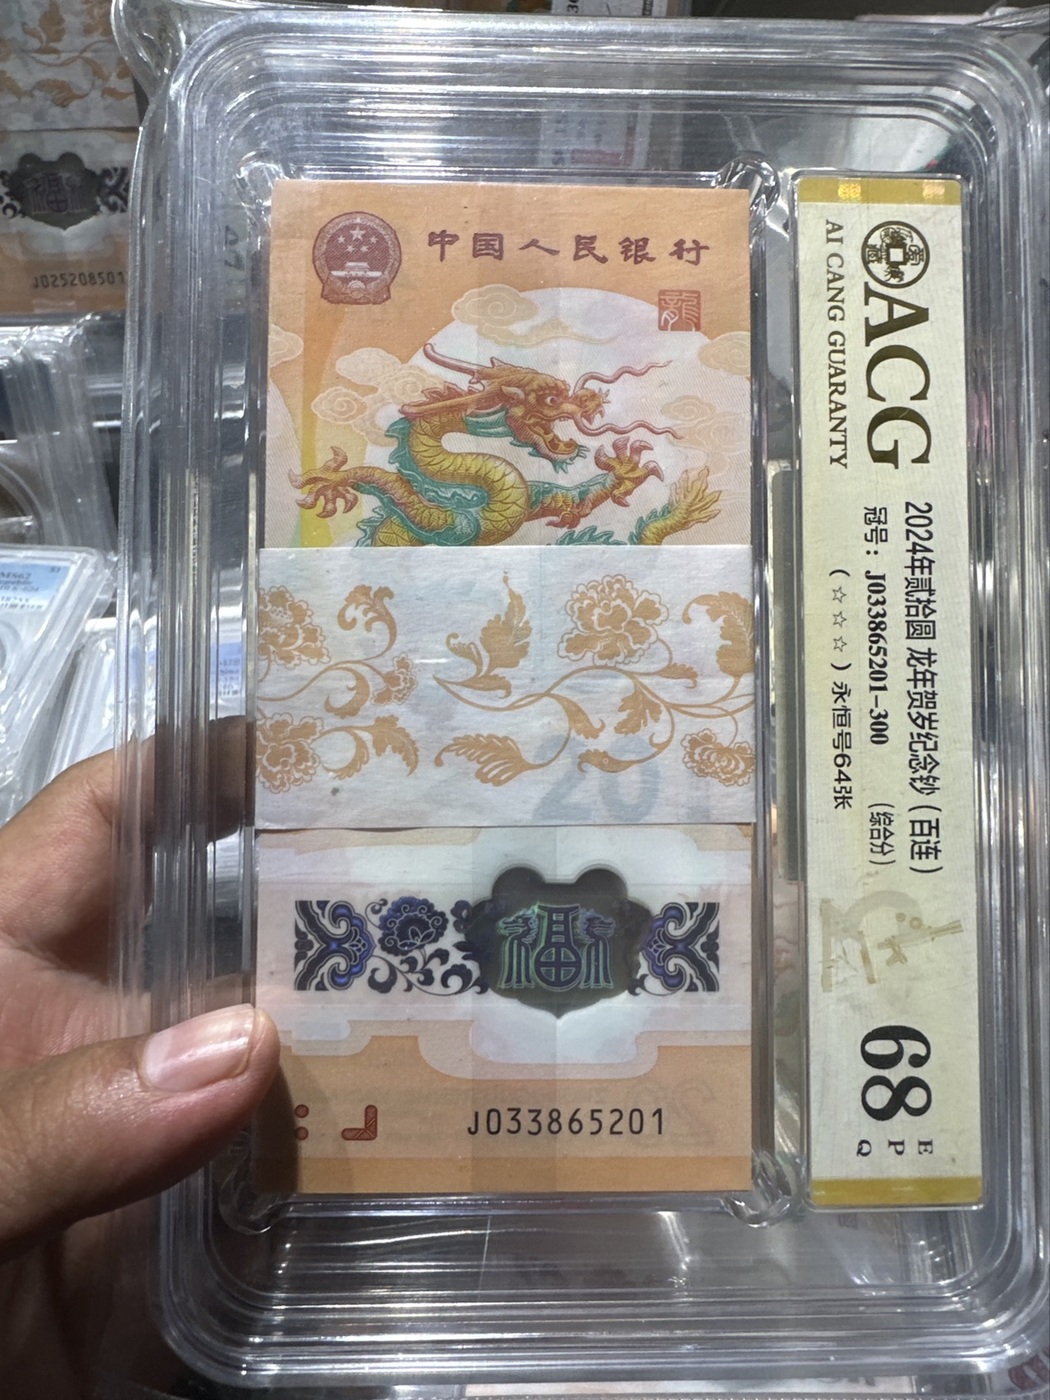 中国人民银行
龍
J033865201
ACG
AI CANG GUARANTY
2024年贰拾圆 龙年贺岁纪念钞（百连）
冠号：J033865201-300 （综合分）
（☆☆☆）永恒号64张
68
E
P
Q
J025208501